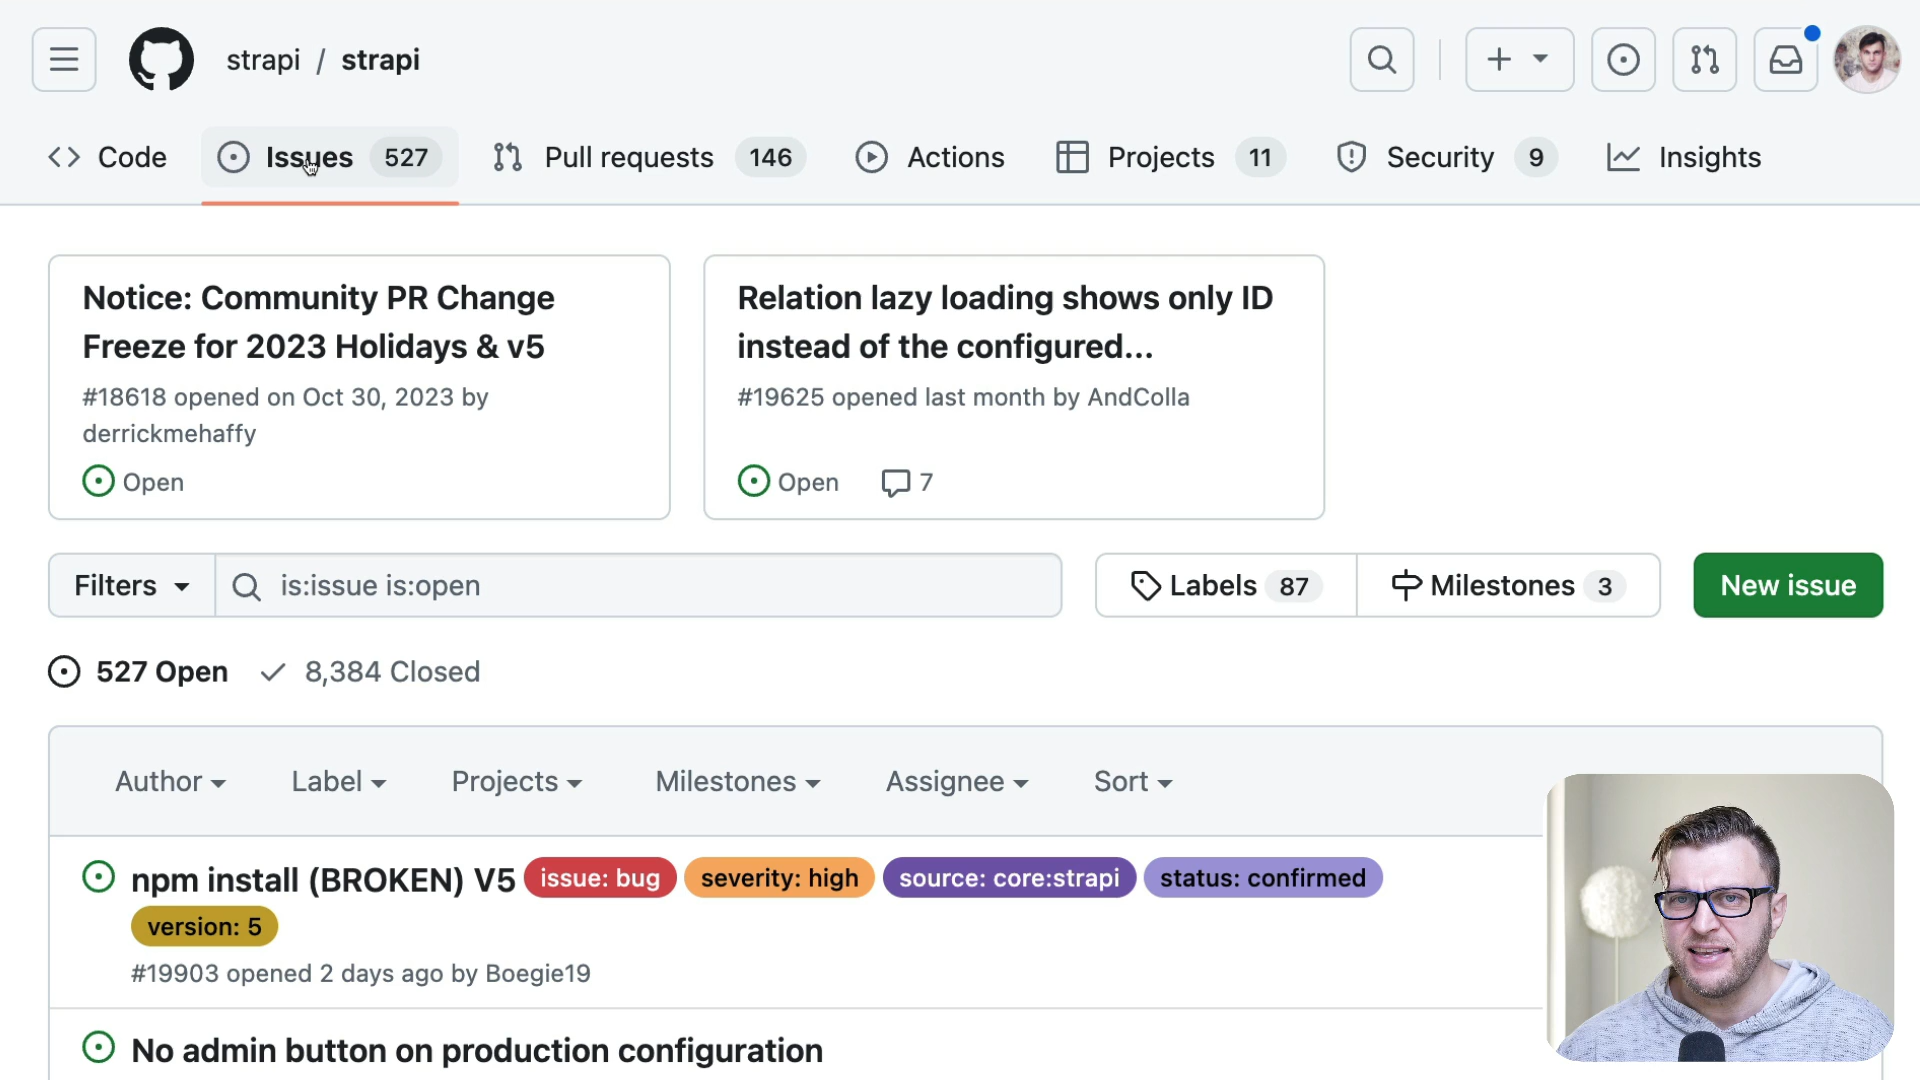 strapi / strapi
Code
Issues 527
Pull requests 146
Actions
Projects 11
Security 9
Insights
Notice: Community PR Change
Freeze for 2023 Holidays & v5
#18618 opened on Oct 30, 2023 by
derrickmehaffy
Open
Relation lazy loading shows only ID
instead of the configured...
#19625 opened last month by AndColla
Open 7
Filters
is:issue is:open
Labels 87
Milestones 3
New issue
527 Open
8,384 Closed
Author
Label
Projects
Milestones
Assignee
Sort
npm install (BROKEN) V5 issue: bug severity: high source: core:strapi status: confirmed
version: 5
#19903 opened 2 days ago by Boegie19
No admin button on production configuration